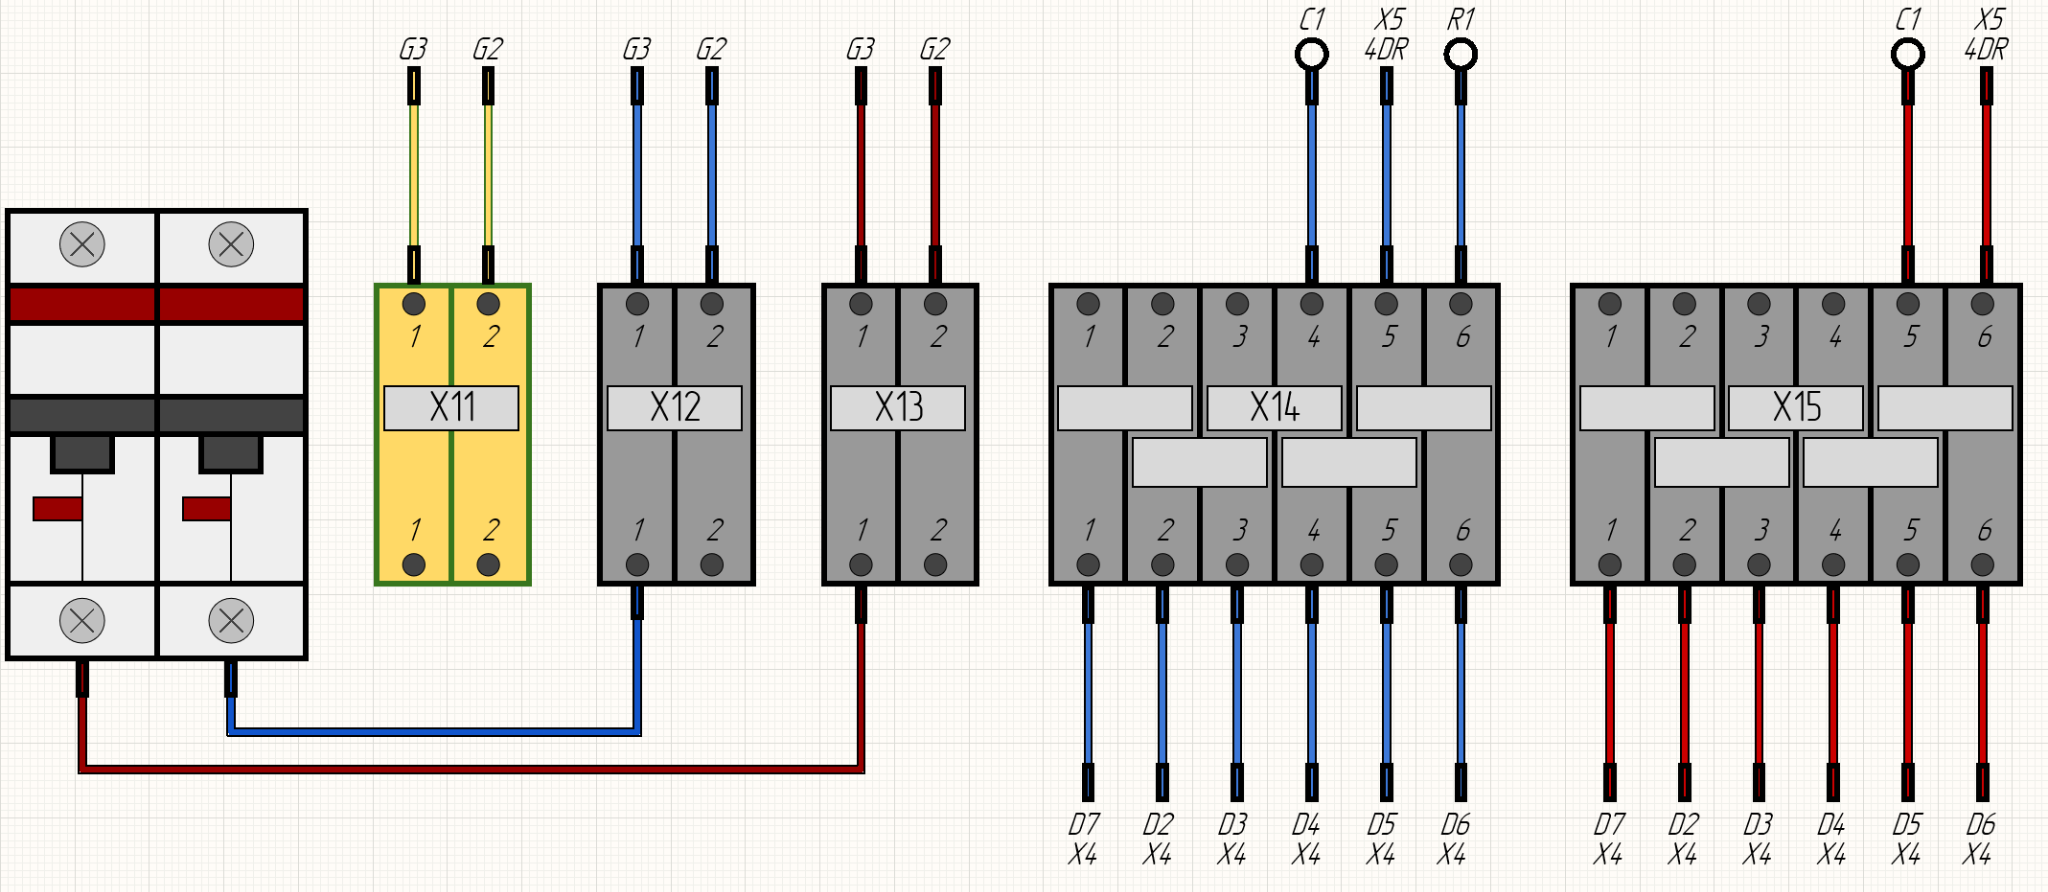 C1 X5 R1 C1 X5
G3 G2 G3 G2 G3 G2 4DR 4DR
1 2 1 2 1 2 1 2 3 4 5 6 1 2 3 4 5 6
X11 X12 X13 X14 X15
1 2 1 2 1 2 1 2 3 4 5 6 1 2 3 4 5 6
D7 D2 D3 D4 D5 D6 D7 D2 D3 D4 D5 D6
X4 X4 X4 X4 X4 X4 X4 X4 X4 X4 X4 X4